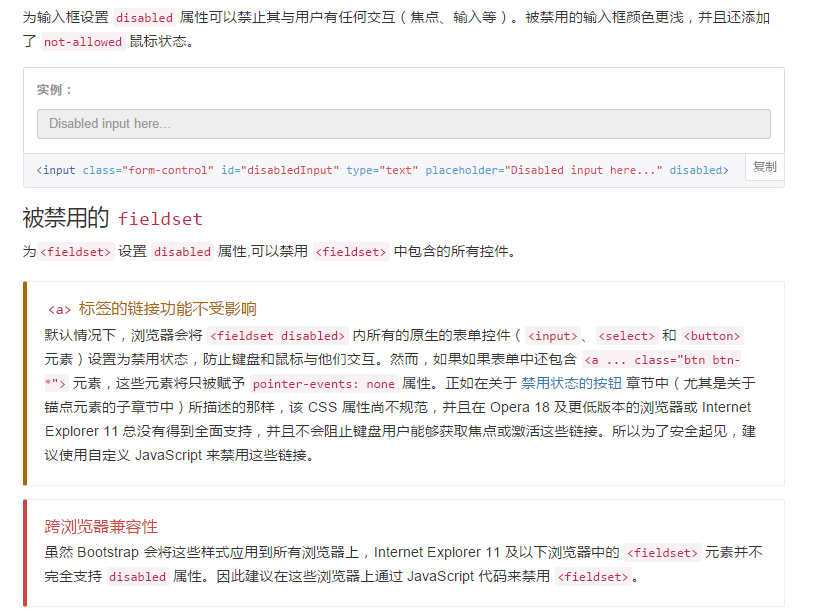 为输入框设置 disabled 属性可以禁止其与用户有任何交互（焦点、输入等）。被禁用的输入框颜色更浅，并且还添加
了 not-allowed 鼠标状态。
实例：
Disabled input here...
<input class="form-control" id="disabledInput" type="text" placeholder="Disabled input here..." disabled>
复制
被禁用的 fieldset
为<fieldset> 设置 disabled 属性,可以禁用 <fieldset> 中包含的所有控件。
<a> 标签的链接功能不受影响
默认情况下，浏览器会将 <fieldset disabled> 内所有的原生的表单控件（<input>、<select> 和 <button>
元素）设置为禁用状态，防止键盘和鼠标与他们交互。然而，如果如果表单中还包含 <a ... class="btn btn-
*"> 元素，这些元素将只被赋予 pointer-events: none 属性。正如在关于 禁用状态的按钮 章节中（尤其是关于
锚点元素的子章节中）所描述的那样，该 CSS 属性尚不规范，并且在 Opera 18 及更低版本的浏览器或 Internet
Explorer 11 总没有得到全面支持，并且不会阻止键盘用户能够获取焦点或激活这些链接。所以为了安全起见，建
议使用自定义 JavaScript 来禁用这些链接。
跨浏览器兼容性
虽然 Bootstrap 会将这些样式应用到所有浏览器上，Internet Explorer 11 及以下浏览器中的 <fieldset> 元素并不
完全支持 disabled 属性。因此建议在这些浏览器上通过 JavaScript 代码来禁用 <fieldset>。